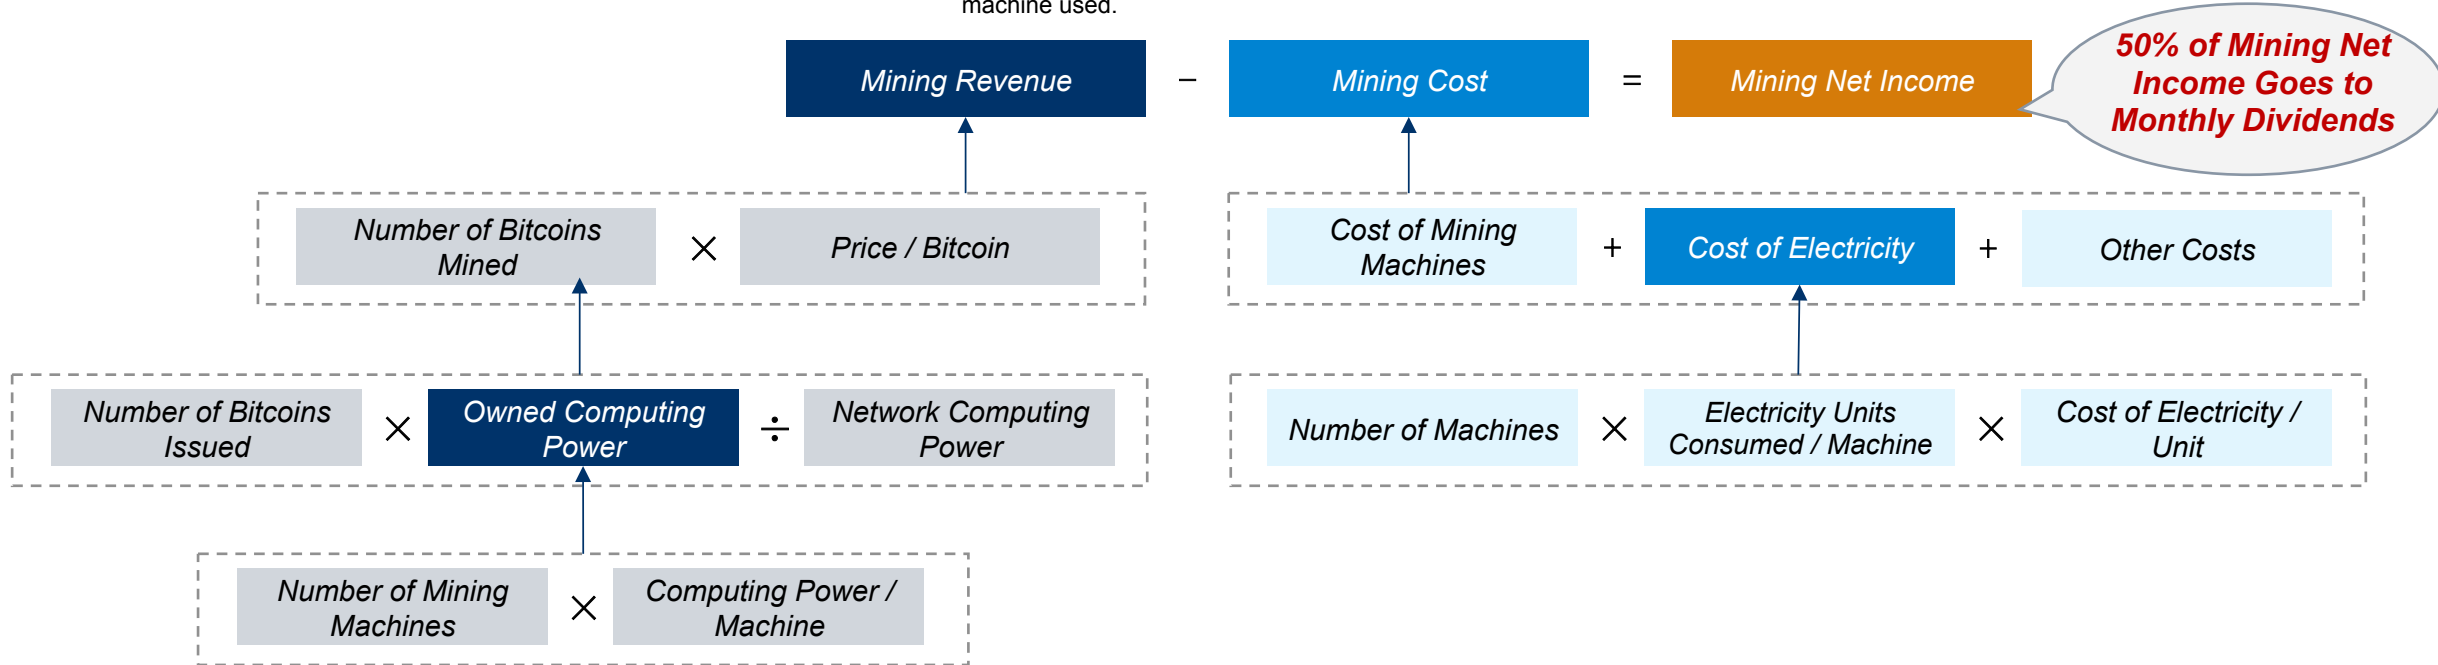 machine used.
Mining Revenue
−
Mining Cost
=
Mining Net Income
50% of Mining Net
Income Goes to
Monthly Dividends
Number of Bitcoins
Mined
×
Price / Bitcoin
Cost of Mining
Machines
+
Cost of Electricity
+
Other Costs
Number of Bitcoins
Issued
×
Owned Computing
Power
÷
Network Computing
Power
Number of Machines
×
Electricity Units
Consumed / Machine
×
Cost of Electricity /
Unit
Number of Mining
Machines
×
Computing Power /
Machine